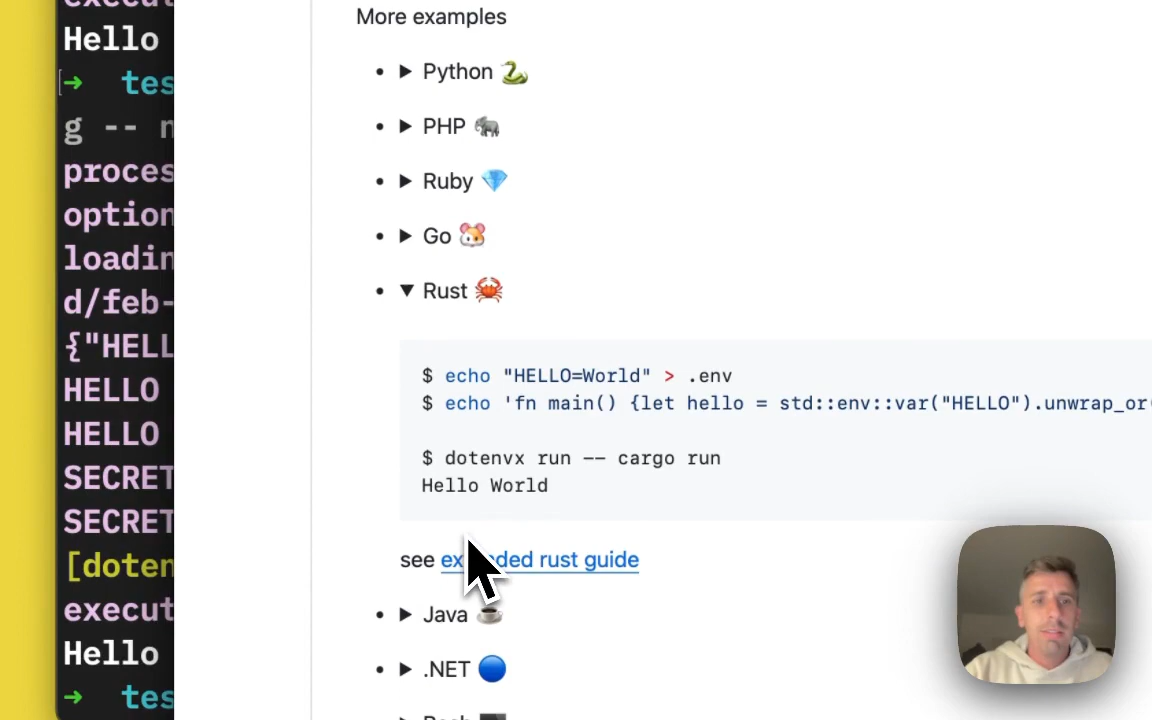 Hello
→ tes
g -- n
proces
option
loadin
d/feb-
{"HELL
HELLO
HELLO
SECRET
SECRET
[doten
execut
Hello
→ tes
More examples
• ▶ Python 🐍
• ▶ PHP 🐘
• ▶ Ruby 💎
• ▶ Go 🐹
• ▼ Rust 🦀
$ echo "HELLO=World" > .env
$ echo 'fn main() {let hello = std::env::var("HELLO").unwrap_or(
$ dotenvx run -- cargo run
Hello World
see expanded rust guide
• ▶ Java ☕
• ▶ .NET 🔵